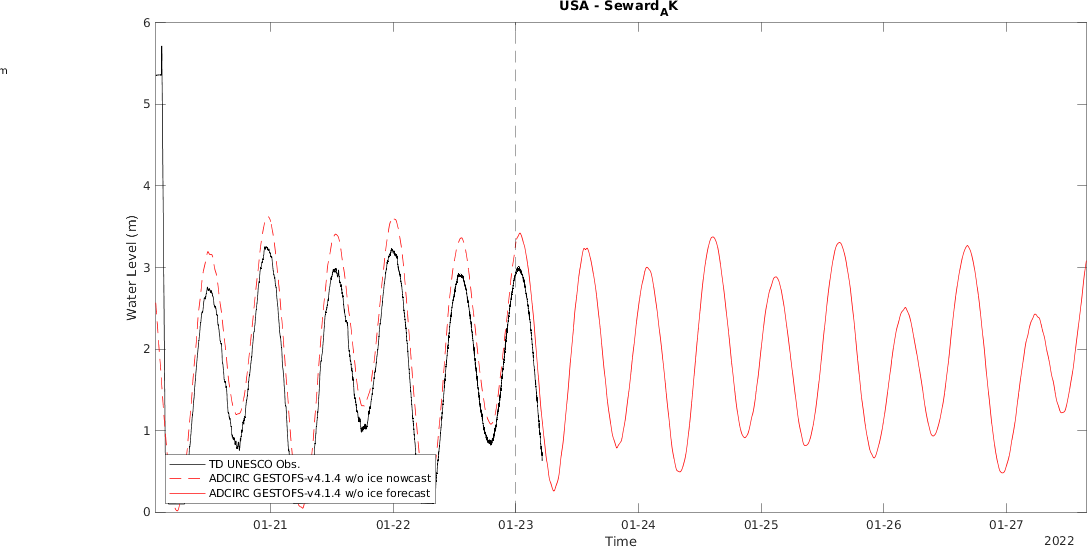 USA - Seward_AK
m
6
5
4
3
2
1
0
Water Level (m)
TD UNESCO Obs.
ADCIRC GESTOFS-v4.1.4 w/o ice nowcast
ADCIRC GESTOFS-v4.1.4 w/o ice forecast
01-21 01-22 01-23 01-24 01-25 01-26 01-27
Time
2022